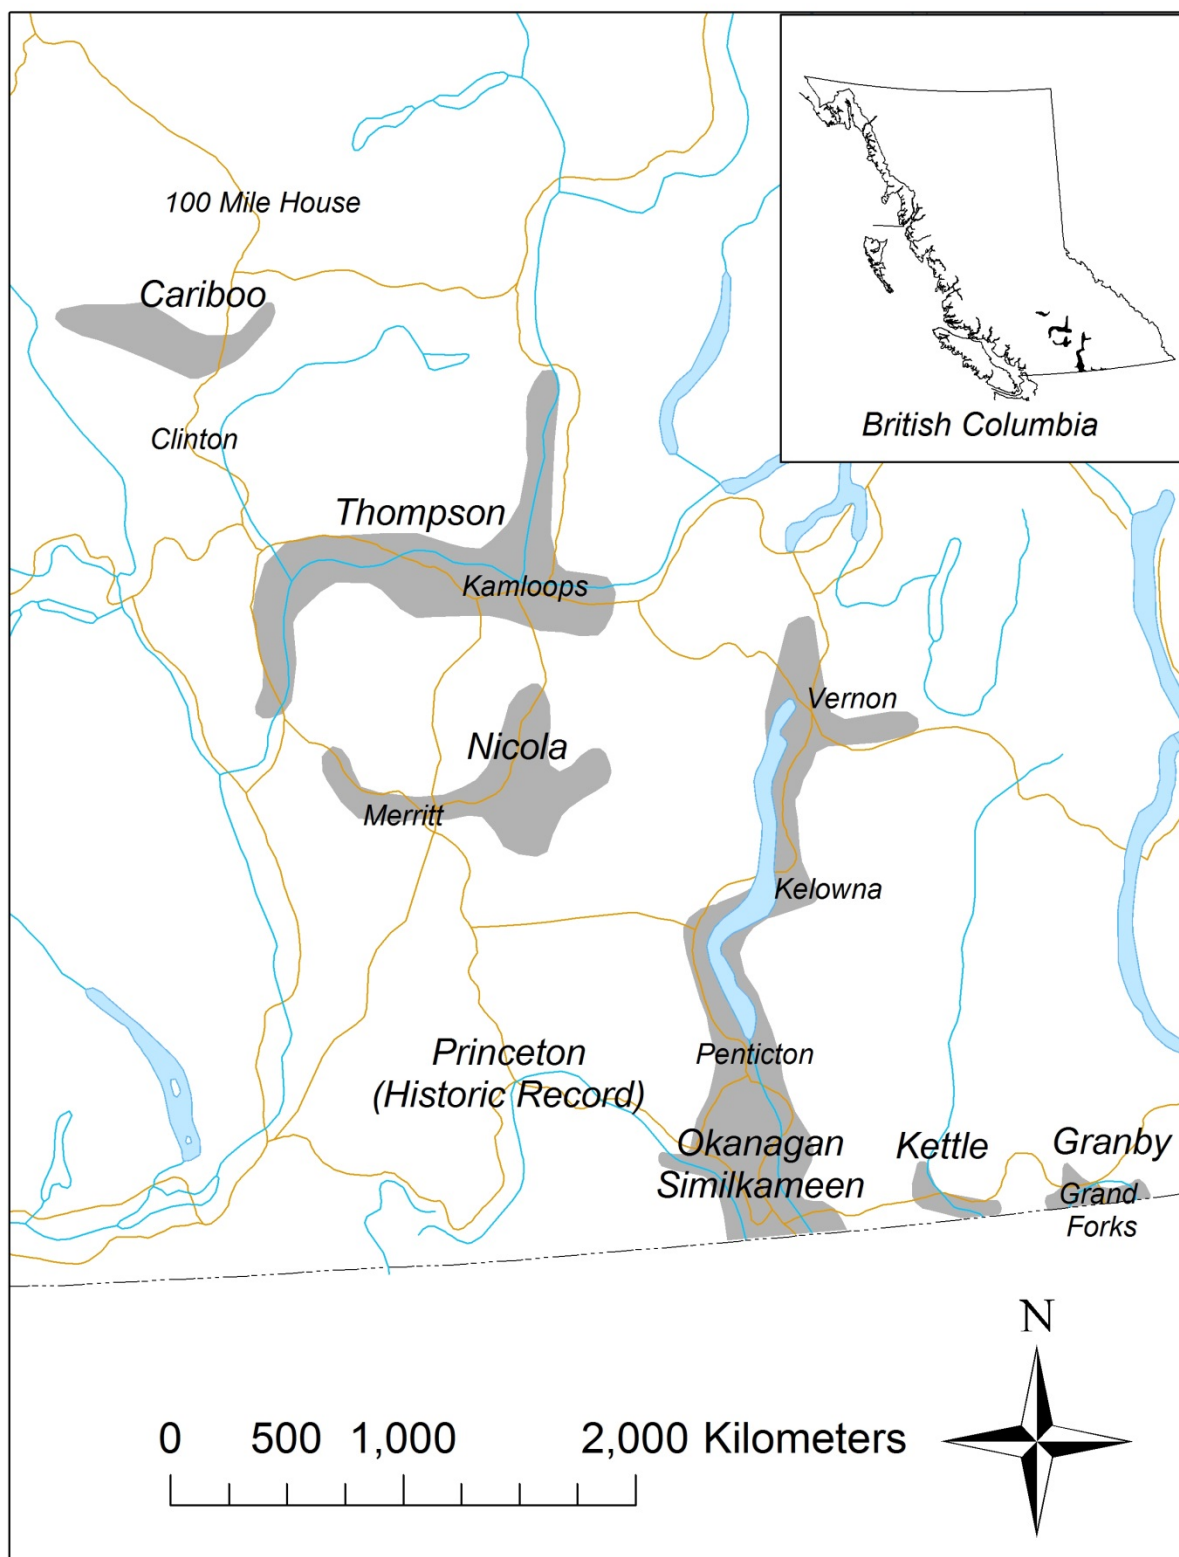 100 Mile House
Cariboo
British Columbia
Clinton
Thompson
Kamloops
Vernon
Nicola
Merritt
Kelowna
Princeton
(Historic Record)
Penticton
Okanagan
Similkameen
Kettle
Granby
Grand
Forks
N
0 500 1,000 2,000 Kilometers